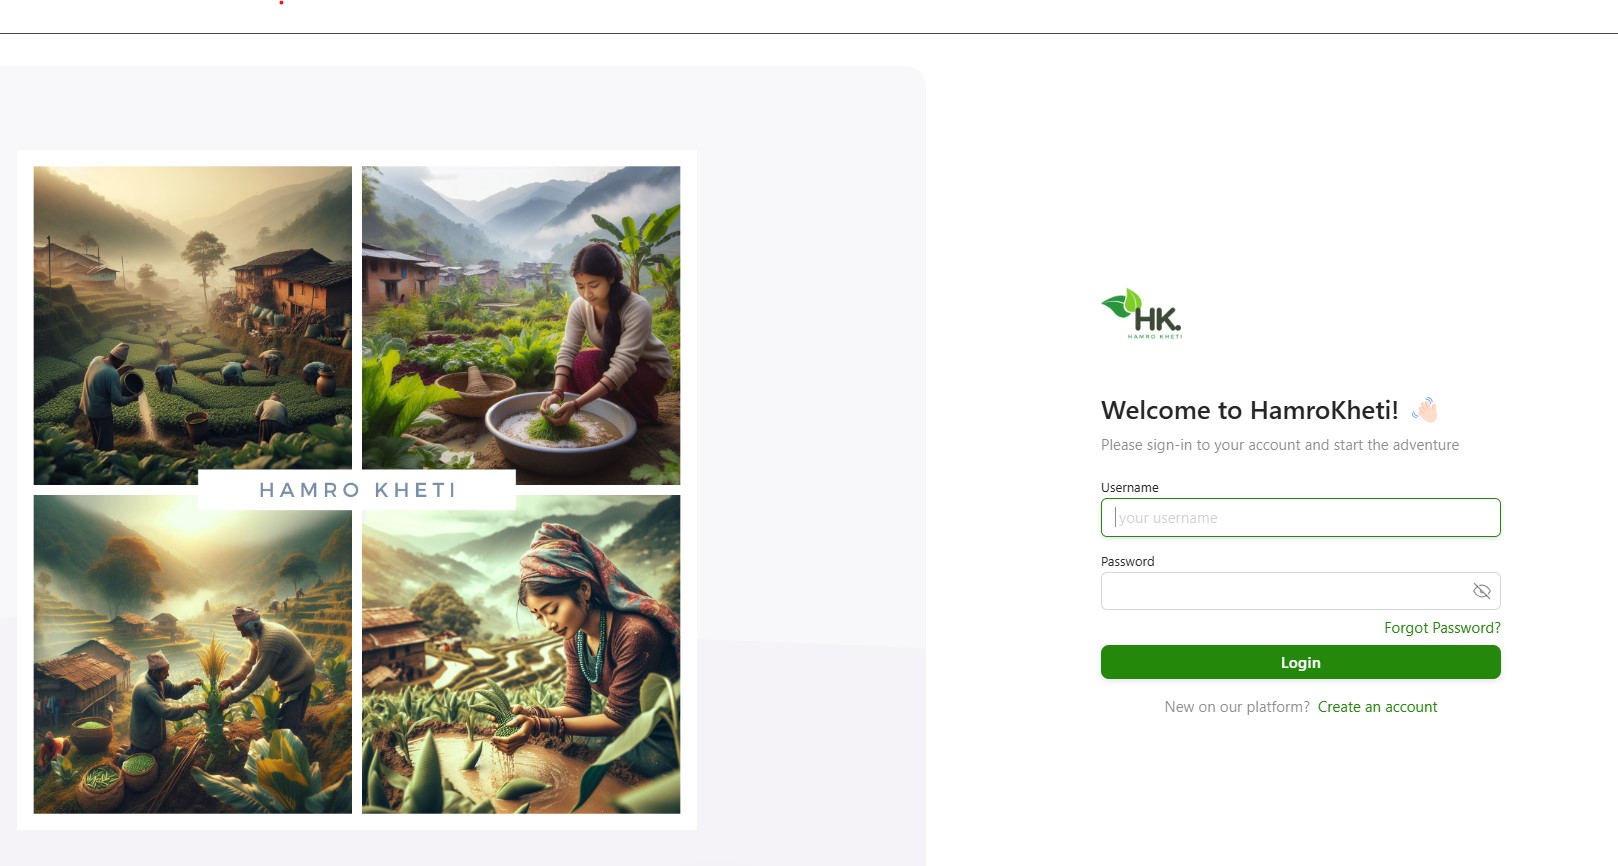 HAMRO KHETI
HK.
HAMRO KHETI
Welcome to HamroKheti!
Please sign-in to your account and start the adventure
Username
your username
Password
Forgot Password?
Login
New on our platform? Create an account